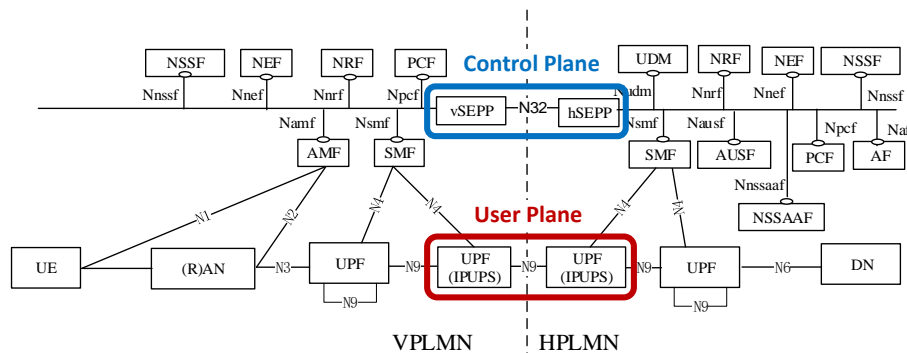 NSSF NEF NRF PCF Control Plane UDM NRF NEF NSSF
Nnssf Nnef Nnrf Npcf Nudm Nnrf Nnef Nnssf
vSEPP N32 hSEPP
Namf Nsmf Nsmf Nausf Npcf Naf
AMF SMF SMF AUSF PCF AF
Nnssaaf
N1 N2 N4 N4 User Plane N4 N4 NSSAAF
UE (R)AN N3 UPF N9 UPF (IPUPS) N9 UPF (IPUPS) N9 UPF N6 DN
N9 N9
VPLMN HPLMN